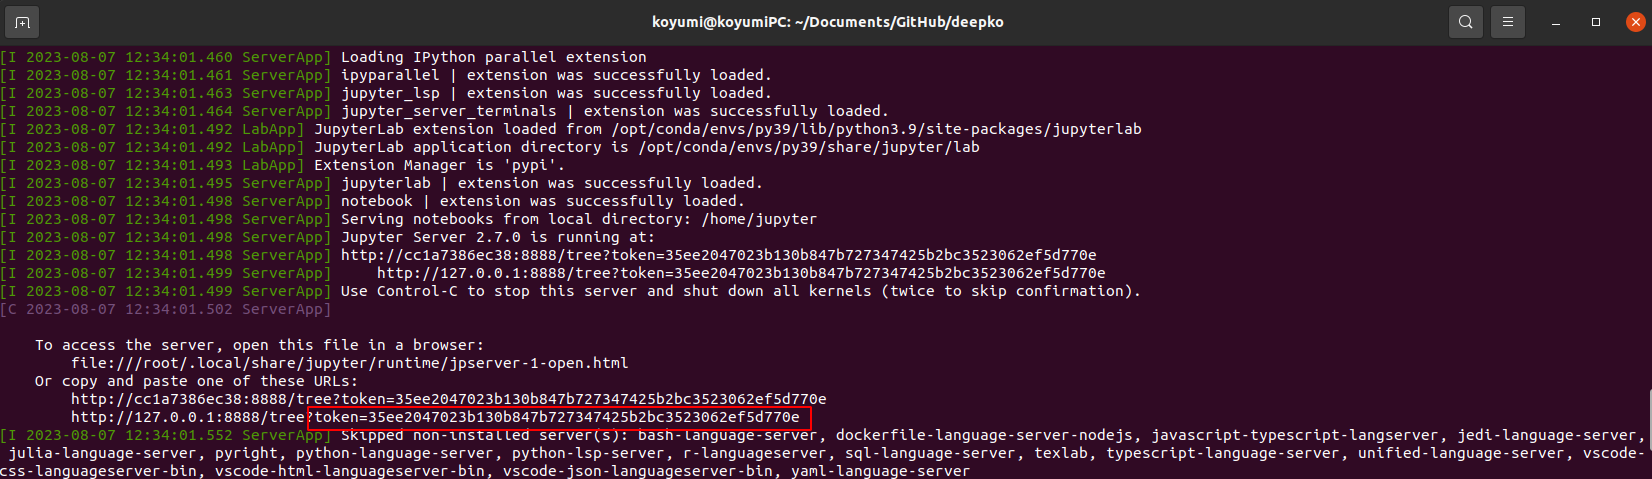 koyumi@koyumiPC: ~/Documents/GitHub/deepko
[I 2023-08-07 12:34:01.460 ServerApp] Loading IPython parallel extension
[I 2023-08-07 12:34:01.461 ServerApp] ipyparallel | extension was successfully loaded.
[I 2023-08-07 12:34:01.463 ServerApp] jupyter_lsp | extension was successfully loaded.
[I 2023-08-07 12:34:01.464 ServerApp] jupyter_server_terminals | extension was successfully loaded.
[I 2023-08-07 12:34:01.492 LabApp] JupyterLab extension loaded from /opt/conda/envs/py39/lib/python3.9/site-packages/jupyterlab
[I 2023-08-07 12:34:01.492 LabApp] JupyterLab application directory is /opt/conda/envs/py39/share/jupyter/lab
[I 2023-08-07 12:34:01.493 LabApp] Extension Manager is 'pypi'.
[I 2023-08-07 12:34:01.495 ServerApp] jupyterlab | extension was successfully loaded.
[I 2023-08-07 12:34:01.498 ServerApp] notebook | extension was successfully loaded.
[I 2023-08-07 12:34:01.498 ServerApp] Serving notebooks from local directory: /home/jupyter
[I 2023-08-07 12:34:01.498 ServerApp] Jupyter Server 2.7.0 is running at:
[I 2023-08-07 12:34:01.498 ServerApp] http://cc1a7386ec38:8888/tree?token=35ee2047023b130b847b727347425b2bc3523062ef5d770e
[I 2023-08-07 12:34:01.499 ServerApp]     http://127.0.0.1:8888/tree?token=35ee2047023b130b847b727347425b2bc3523062ef5d770e
[I 2023-08-07 12:34:01.499 ServerApp] Use Control-C to stop this server and shut down all kernels (twice to skip confirmation).
[C 2023-08-07 12:34:01.502 ServerApp]
To access the server, open this file in a browser:
file:///root/.local/share/jupyter/runtime/jpserver-1-open.html
Or copy and paste one of these URLs:
http://cc1a7386ec38:8888/tree?token=35ee2047023b130b847b727347425b2bc3523062ef5d770e
http://127.0.0.1:8888/tree?token=35ee2047023b130b847b727347425b2bc3523062ef5d770e
[I 2023-08-07 12:34:01.552 ServerApp] Skipped non-installed server(s): bash-language-server, dockerfile-language-server-nodejs, javascript-typescript-langserver, jedi-language-server,
julia-language-server, pyright, python-language-server, python-lsp-server, r-languageserver, sql-language-server, texlab, typescript-language-server, unified-language-server, vscode-
css-languageserver-bin, vscode-html-languageserver-bin, vscode-json-languageserver-bin, yaml-language-server